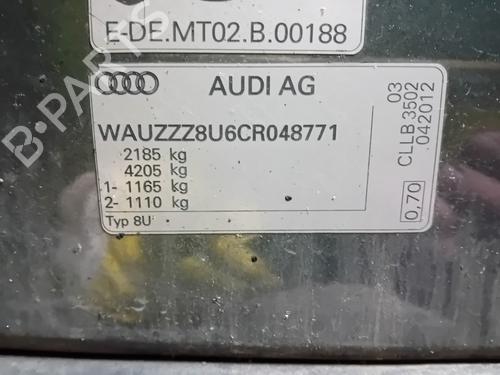 E-DE.MT02.B.00188
AUDI AG
WAUZZZ8U6CR048771
2185 kg
4205 kg
1- 1165 kg
2- 1110 kg
Typ 8U
03
CLLB 3502
042012
0,70
B-PARTS